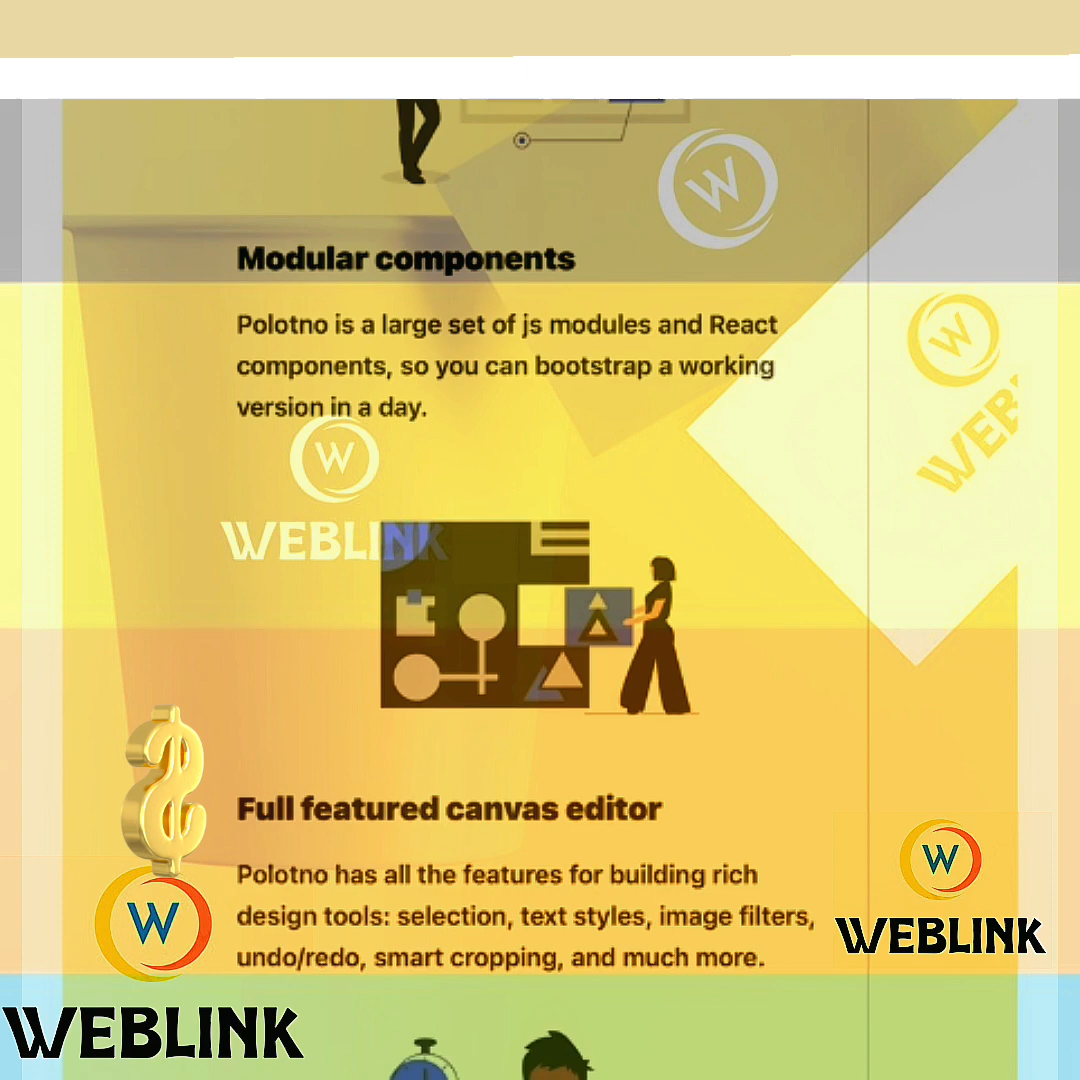 W
Modular components
Polotno is a large set of js modules and React
components, so you can bootstrap a working
version in a day.
W
WEB
W
WEBLINK
$
Full featured canvas editor
Polotno has all the features for building rich
design tools: selection, text styles, image filters,
undo/redo, smart cropping, and much more.
W
WEBLINK
W
WEBLINK